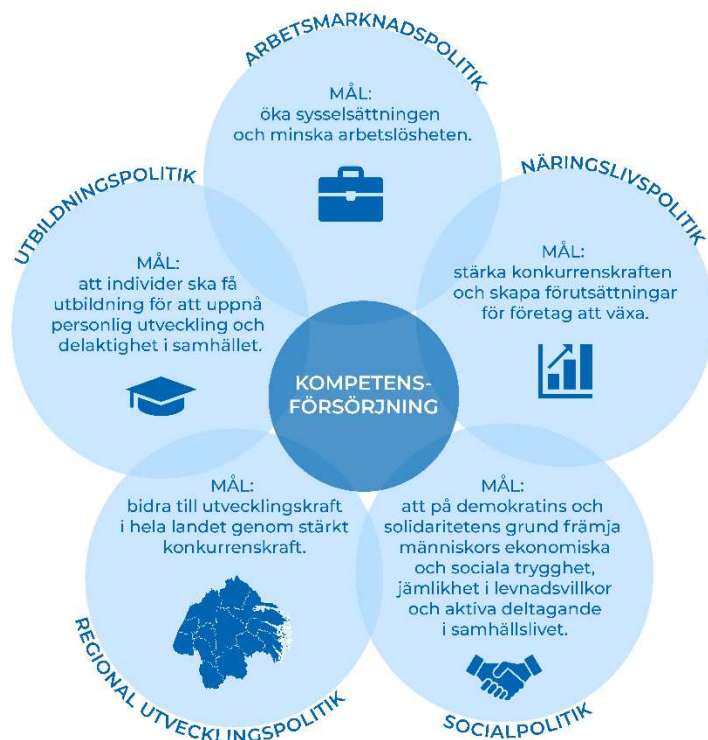 ARBETSMARKNADSPOLITIK
MÅL:
öka sysselsättningen
och minska arbetslösheten.
NÄRINGSLIVSPOLITIK
MÅL:
stärka konkurrenskraften
och skapa förutsättningar
för företag att växa.
UTBILDNINGSPOLITIK
MÅL:
att individer ska få
utbildning för att uppnå
personlig utveckling och
delaktighet i samhället.
KOMPETENS-
FÖRSÖRJNING
MÅL:
bidra till utvecklingskraft
i hela landet genom stärkt
konkurrenskraft.
REGIONAL UTVECKLINGSPOLITIK
MÅL:
att på demokratins och
solidaritetens grund främja
människors ekonomiska
och sociala trygghet,
jämlikhet i levnadsvillkor
och aktiva deltagande
i samhällslivet.
SOCIALPOLITIK